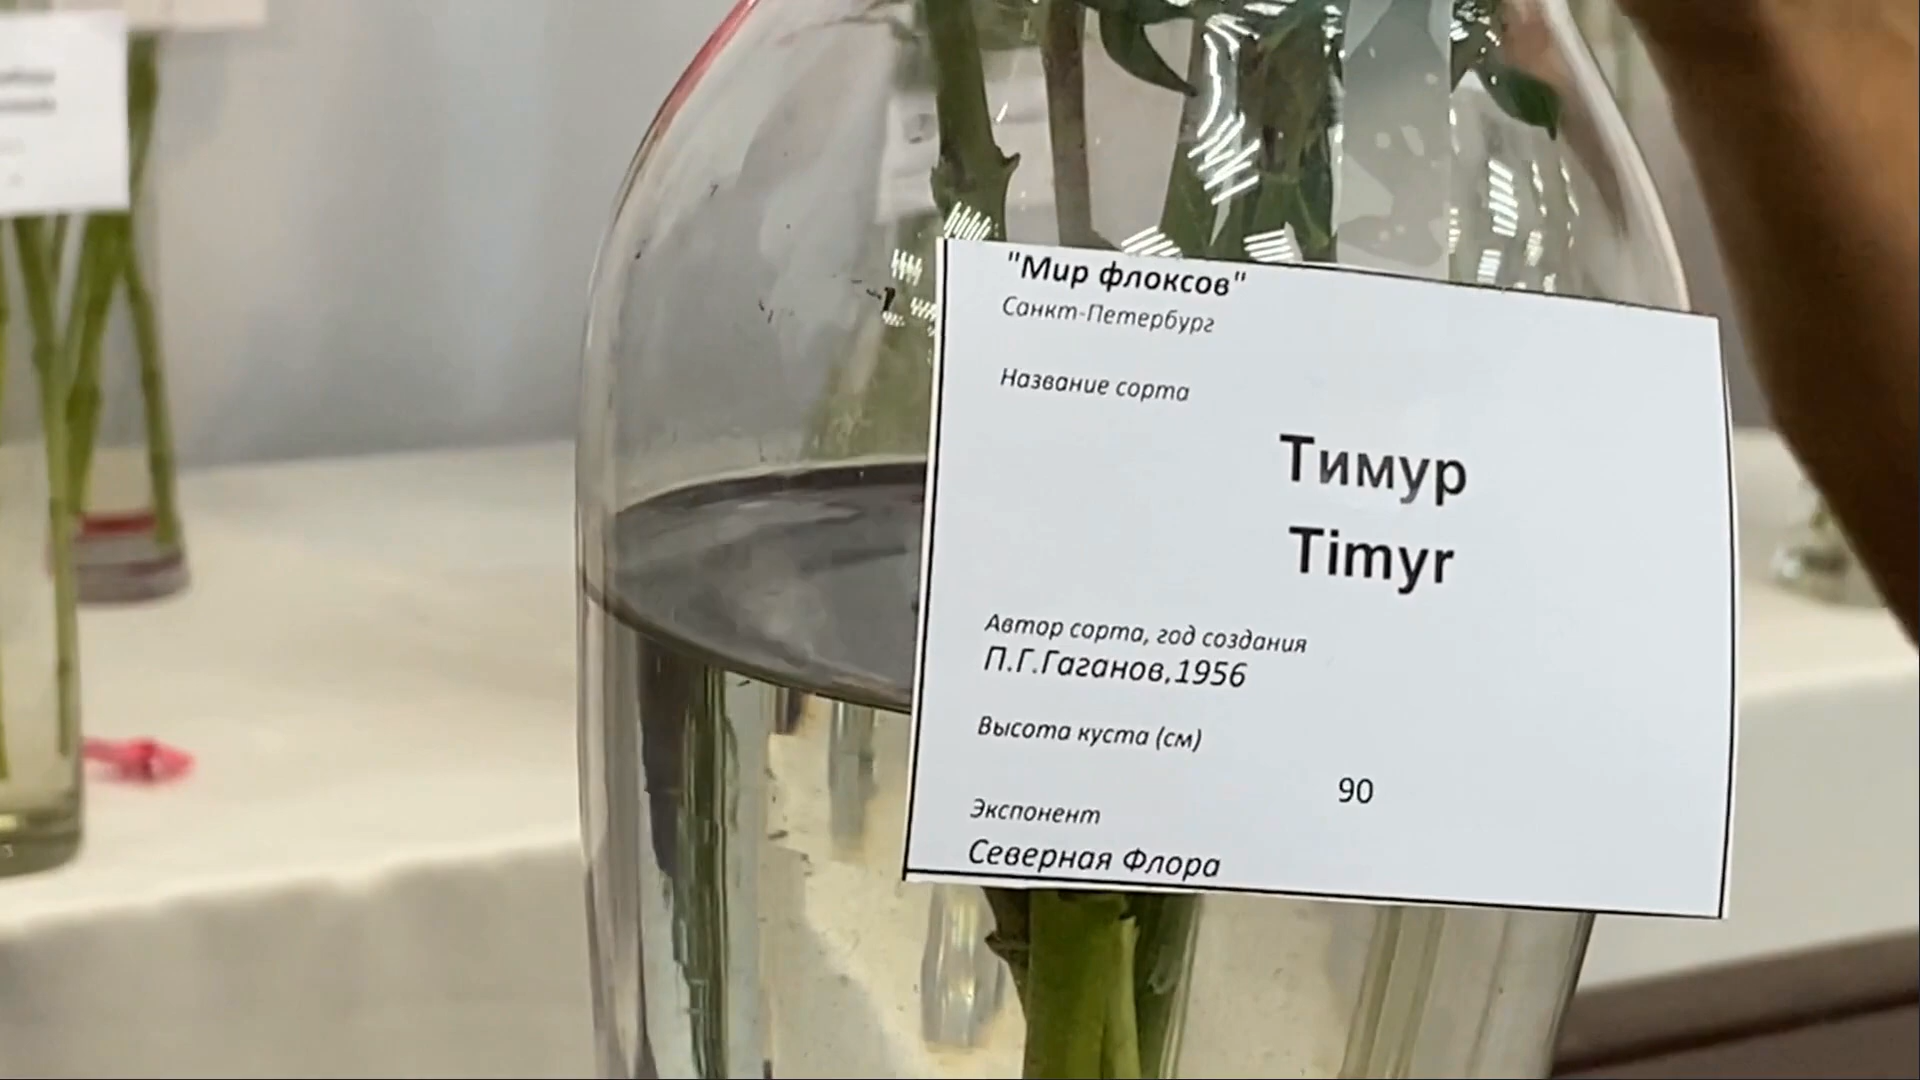 "Мир флоксов"
Санкт-Петербург
Название сорта
Тимур
Timyr
Автор сорта, год создания
П.Г.Гаганов,1956
Высота куста (см)
90
Экспонент
Северная Флора